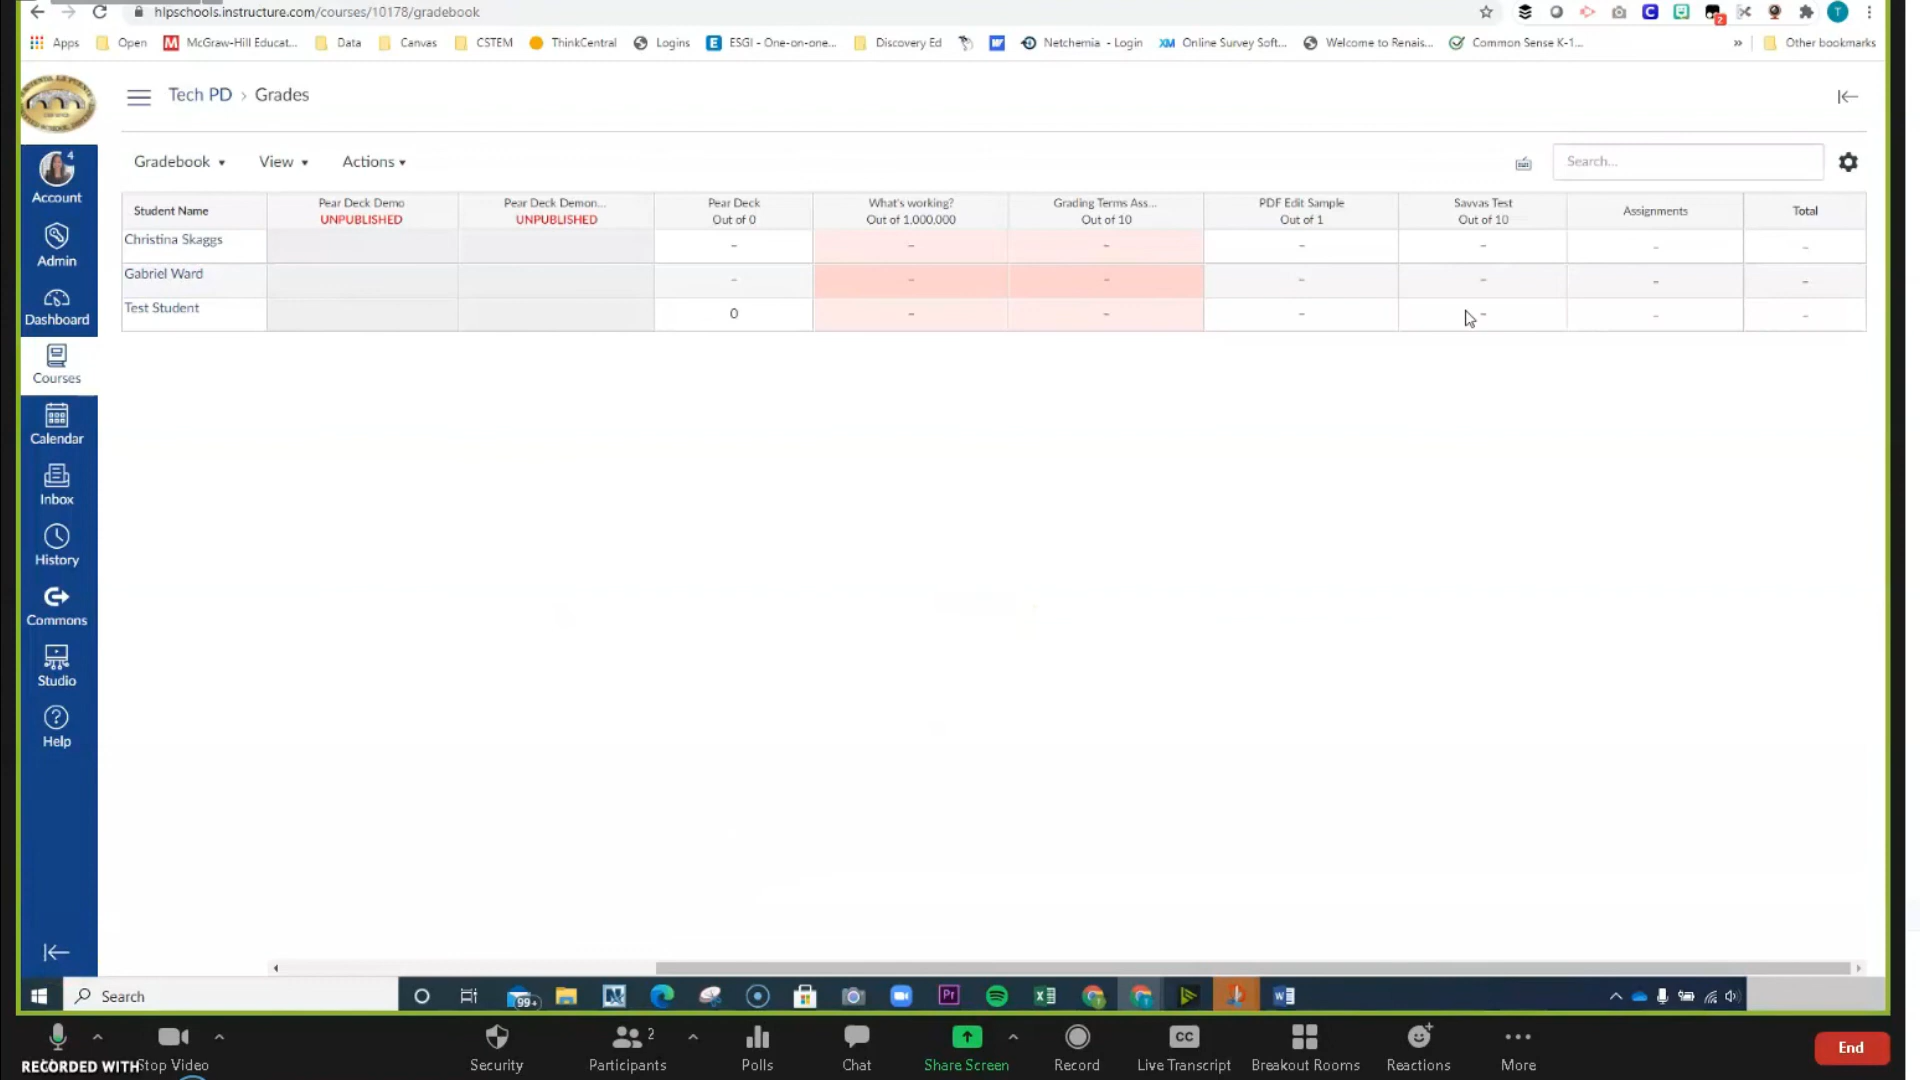 hlpschools.instructure.com/courses/10178/gradebook
2
T
Apps Open McGraw-Hill Educat... Data Canvas CSTEM ThinkCentral Logins ESGI - One-on-one... Discovery Ed Netchemia - Login Online Survey Soft... Welcome to Renais... Common Sense K-1... » Other bookmarks
Tech PD › Grades
Gradebook View Actions Search...
Student Name
Pear Deck Demo
UNPUBLISHED
Pear Deck Demon...
UNPUBLISHED
Pear Deck
Out of 0
What's working?
Out of 1,000,000
Grading Terms Ass...
Out of 10
PDF Edit Sample
Out of 1
Savvas Test
Out of 10
Assignments
Total
Christina Skaggs – – – – – – –
Gabriel Ward – – – – – – –
Test Student 0 – – – – – –
4
Account
Admin
Dashboard
Courses
Calendar
Inbox
History
Commons
Studio
Help
Search
99+
Pr
RECORDED WITH
Stop Video
Security
2
Participants
Polls
Chat
Share Screen
Record
CC
Live Transcript
Breakout Rooms
Reactions
More
End